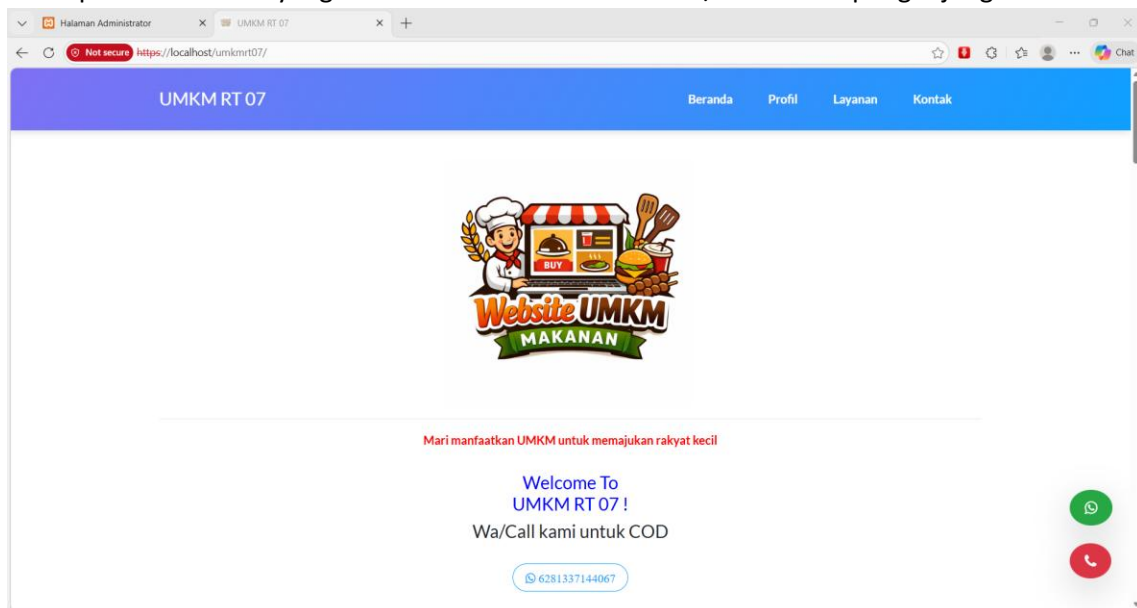 Halaman Administrator
UMKM RT 07
Not secure https://localhost/umkmrt07/
Chat
UMKM RT 07
Beranda Profil Layanan Kontak
BUY
Website UMKM
MAKANAN
Mari manfaatkan UMKM untuk memajukan rakyat kecil
Welcome To
UMKM RT 07 !
Wa/Call kami untuk COD
6281337144067